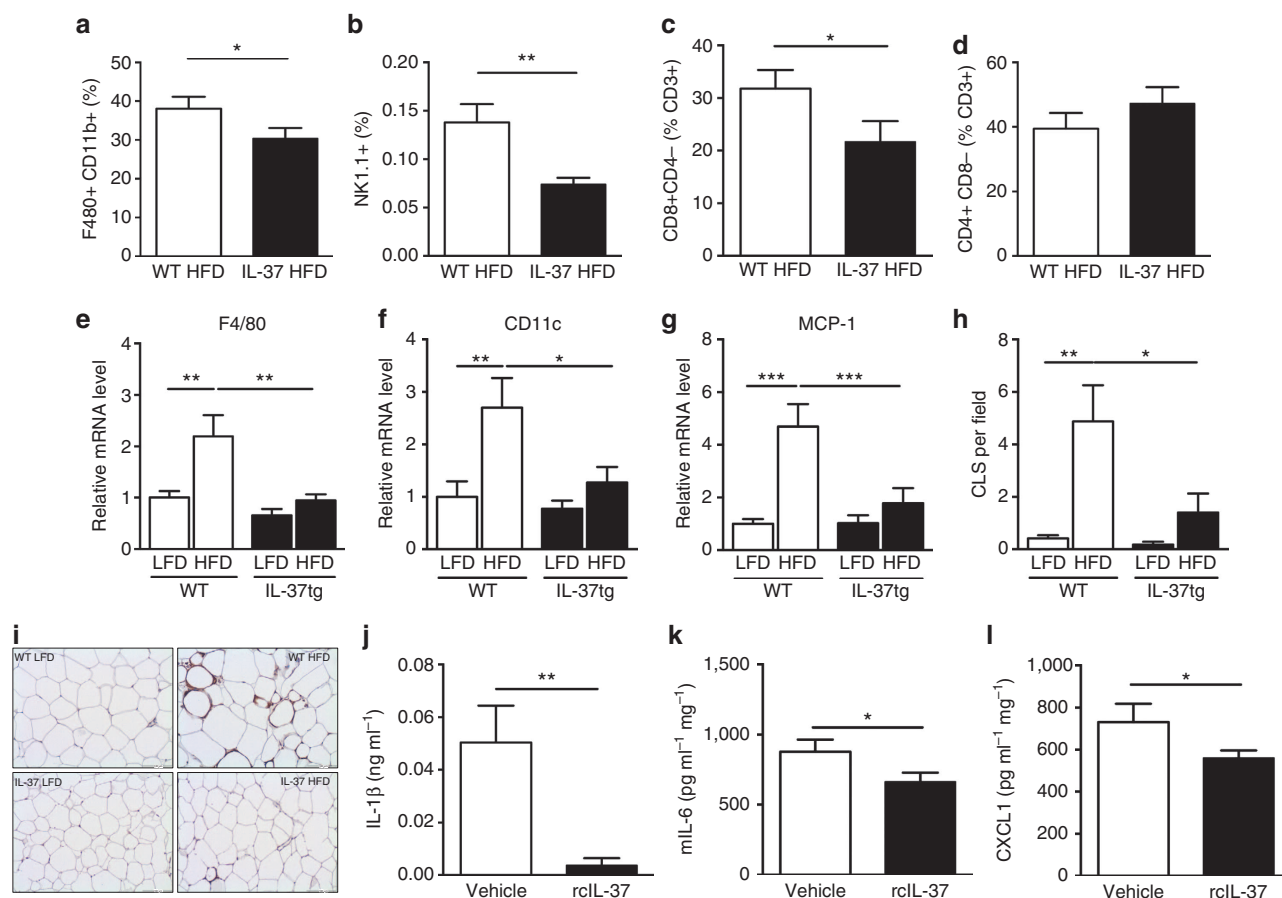 a
*
F480+ CD11b+ (%)
50
40
30
20
10
0
WT HFD
IL-37 HFD
b
**
NK1.1+ (%)
0.20
0.15
0.10
0.05
0.00
WT HFD
IL-37 HFD
c
*
CD8+CD4– (% CD3+)
40
30
20
10
0
WT HFD
IL-37 HFD
d
CD4+ CD8– (% CD3+)
60
40
20
0
WT HFD
IL-37 HFD
e
F4/80
Relative mRNA level
4
3
2
1
0
**
**
LFD HFD LFD HFD
WT IL-37tg
f
CD11c
Relative mRNA level
4
3
2
1
0
**
*
LFD HFD LFD HFD
WT IL-37tg
g
MCP-1
Relative mRNA level
8
6
4
2
0
***
***
LFD HFD LFD HFD
WT IL-37tg
h
CLS per field
8
6
4
2
0
**
*
LFD HFD LFD HFD
WT IL-37tg
i
WT LFD
WT HFD
IL-37 LFD
IL-37 HFD
j
IL-1β (ng ml⁻¹)
0.08
0.06
0.04
0.02
0.00
**
Vehicle
rcIL-37
k
mIL-6 (pg ml⁻¹ mg⁻¹)
1,500
1,000
500
0
*
Vehicle
rcIL-37
l
CXCL1 (pg ml⁻¹ mg⁻¹)
1,000
800
600
400
200
0
*
Vehicle
rcIL-37